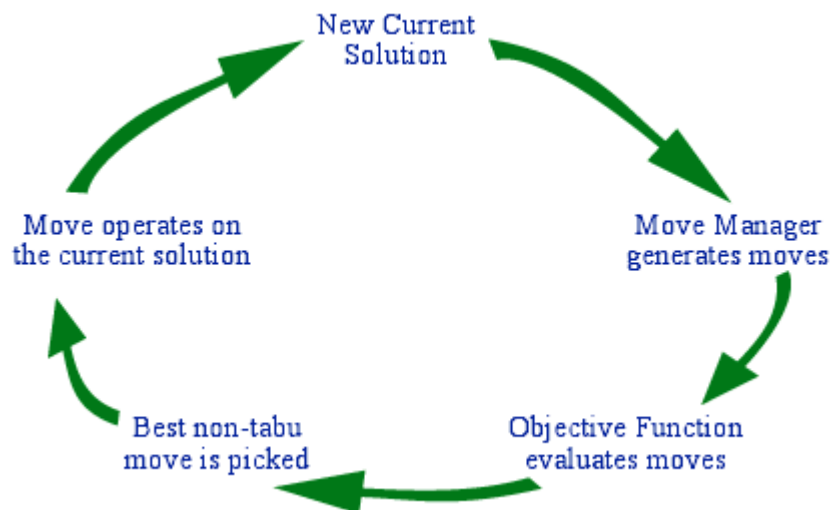 New Current
Solution
Move Manager
generates moves
Objective Function
evaluates moves
Best non-tabu
move is picked
Move operates on
the current solution